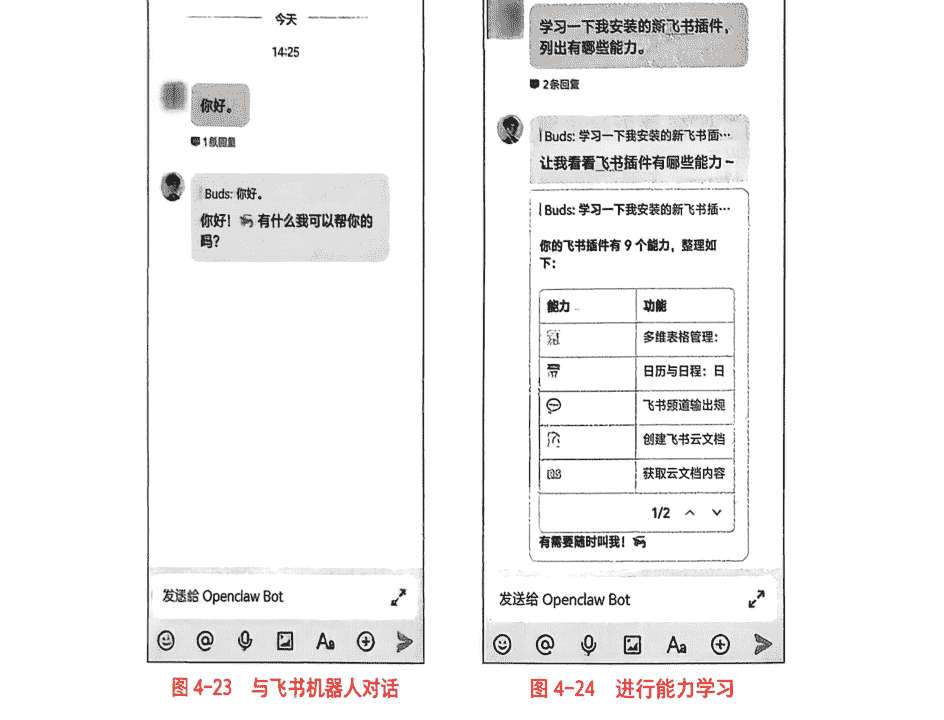 今天
14:25
你好。
1条回复
Buds: 你好。
你好！ 有什么我可以帮你的
吗？
发送给 Openclaw Bot
Aa
图 4-23 与飞书机器人对话
学习一下我安装的新飞书插件，
列出有哪些能力。
2条回复
Buds: 学习一下我安装的新飞书插…
让我看看飞书插件有哪些能力~
Buds: 学习一下我安装的新飞书插…
你的飞书插件有 9 个能力，整理如
下：
能力 功能
多维表格管理：
日历与日程：日
飞书频道输出规
创建飞书云文档
获取云文档内容
1/2
有需要随时叫我！
发送给 Openclaw Bot
Aa
图 4-24 进行能力学习